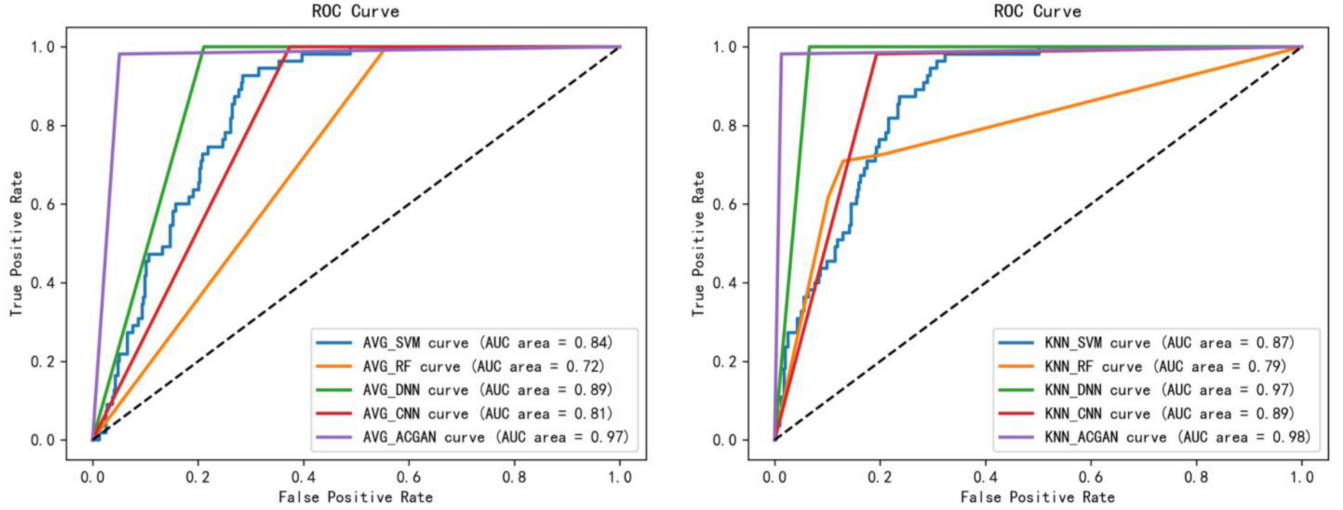 ROC Curve
True Positive Rate
1.0
0.8
0.6
0.4
0.2
0.0
AVG_SVM curve (AUC area = 0.84)
AVG_RF curve (AUC area = 0.72)
AVG_DNN curve (AUC area = 0.89)
AVG_CNN curve (AUC area = 0.81)
AVG_ACGAN curve (AUC area = 0.97)
0.0 0.2 0.4 0.6 0.8 1.0
False Positive Rate
ROC Curve
True Positive Rate
1.0
0.8
0.6
0.4
0.2
0.0
KNN_SVM curve (AUC area = 0.87)
KNN_RF curve (AUC area = 0.79)
KNN_DNN curve (AUC area = 0.97)
KNN_CNN curve (AUC area = 0.89)
KNN_ACGAN curve (AUC area = 0.98)
0.0 0.2 0.4 0.6 0.8 1.0
False Positive Rate